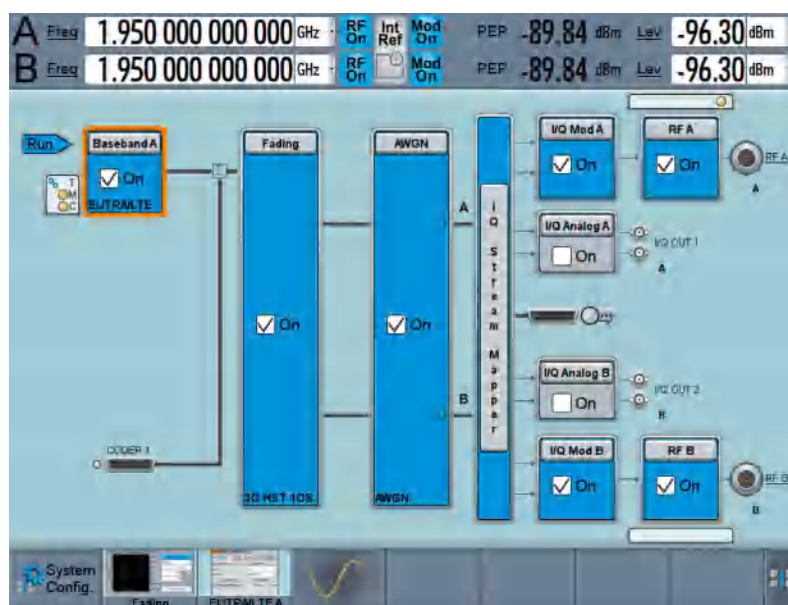 A Freq 1.950 000 000 000 GHz RF On Int Ref Mod On PEP -89.84 dBm Lev -96.30 dBm
B Freq 1.950 000 000 000 GHz RF On Mod On PEP -89.84 dBm Lev -96.30 dBm
Run
Baseband A
On
EUTRA/LTE
T
M
C
Fading
On
3G HST 1OS
AWGN
On
AWGN
A
B
IQ Stream Mapper
I/Q Mod A
On
RF A
On
RF A
A
I/Q Analog A
On
I/Q OUT 1
A
I/Q Analog B
On
I/Q OUT 2
B
I/Q Mod B
On
RF B
On
RF B
B
CODER 1
System
Config.
Fading
EUTRA/LTE A